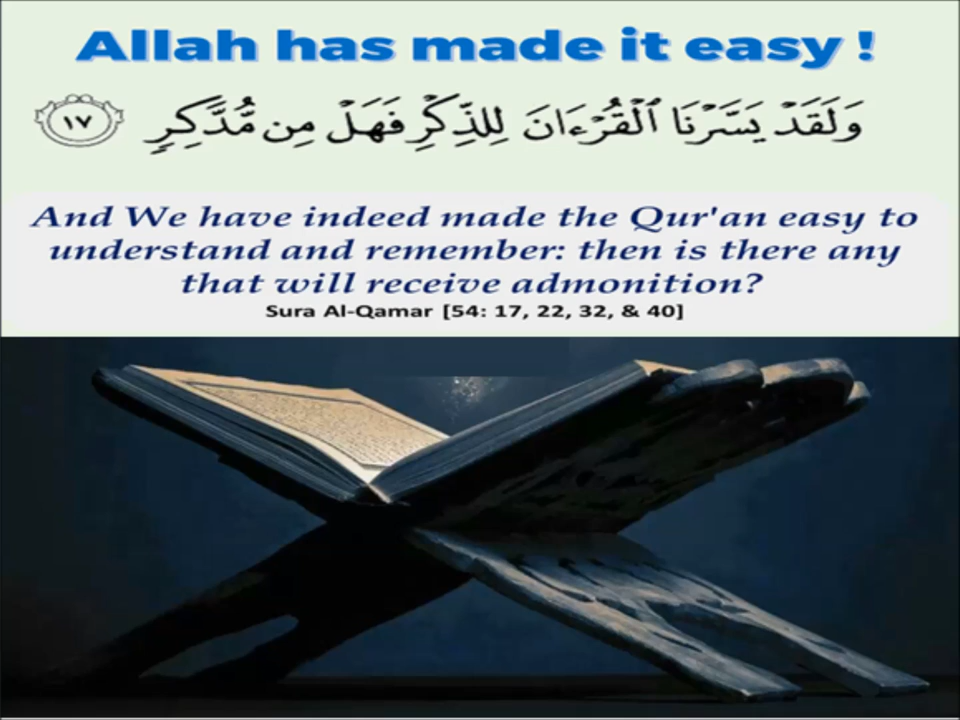 Allah has made it easy !
وَلَقَدْ يَسَّرْنَا ٱلْقُرْءَانَ لِلذِّكْرِ فَهَلْ مِن مُّدَّكِرٍ ١٧
And We have indeed made the Qur'an easy to
understand and remember: then is there any
that will receive admonition?
Sura Al-Qamar [54: 17, 22, 32, & 40]